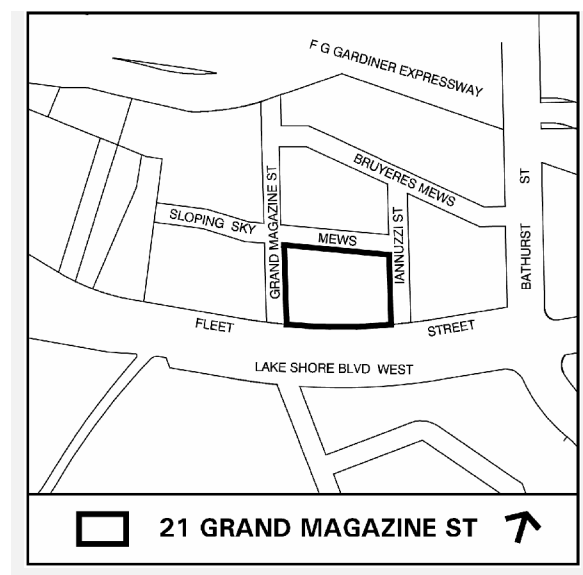 F G GARDINER EXPRESSWAY
BRUYERES MEWS
ST
GRAND MAGAZINE ST
SLOPING SKY MEWS
IANNUZZI ST
BATHURST
FLEET STREET
LAKE SHORE BLVD WEST
21 GRAND MAGAZINE ST